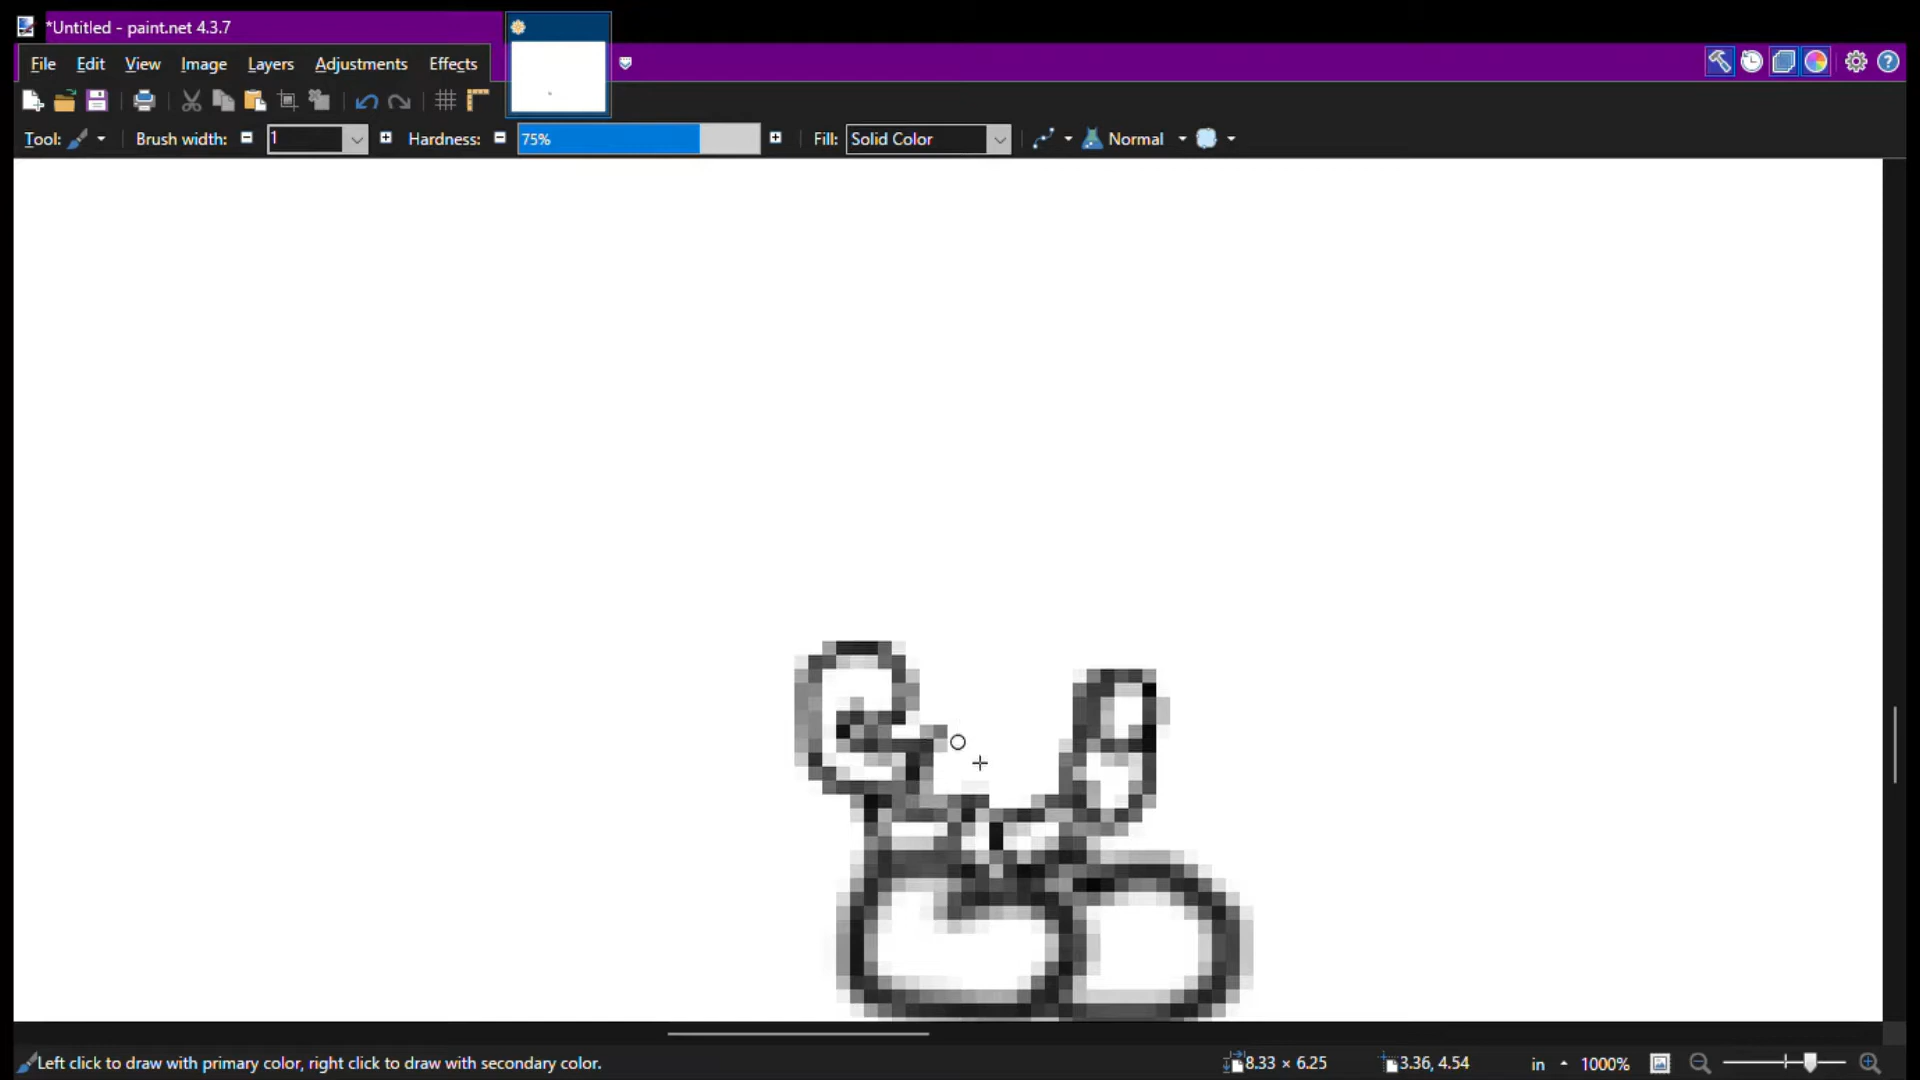 *Untitled - paint.net 4.3.7
File Edit View Image Layers Adjustments Effects
Tool: Brush width: 1 Hardness: 75% Fill: Solid Color Normal
Left click to draw with primary color, right click to draw with secondary color. 8.33 × 6.25 3.36, 4.54 in 1000%